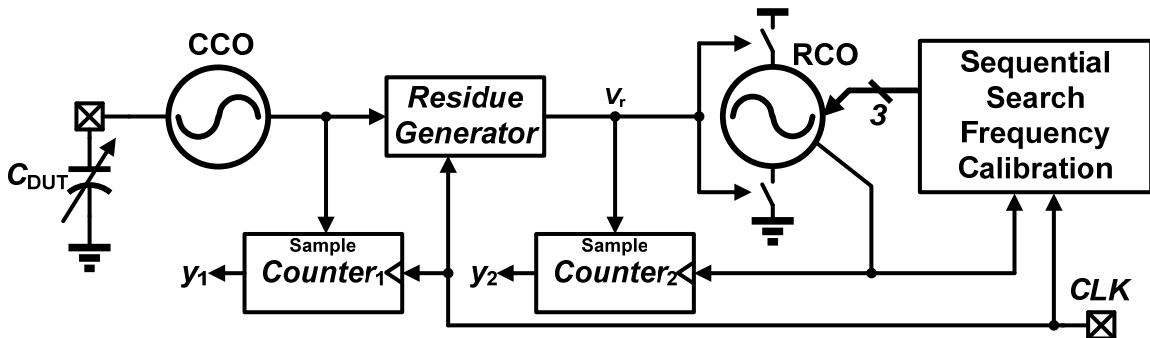 CCO
RCO
Sequential
Search
Frequency
Calibration
Residue
Generator
Vr
3
CDUT
Sample
Counter1
y1
Sample
Counter2
y2
CLK